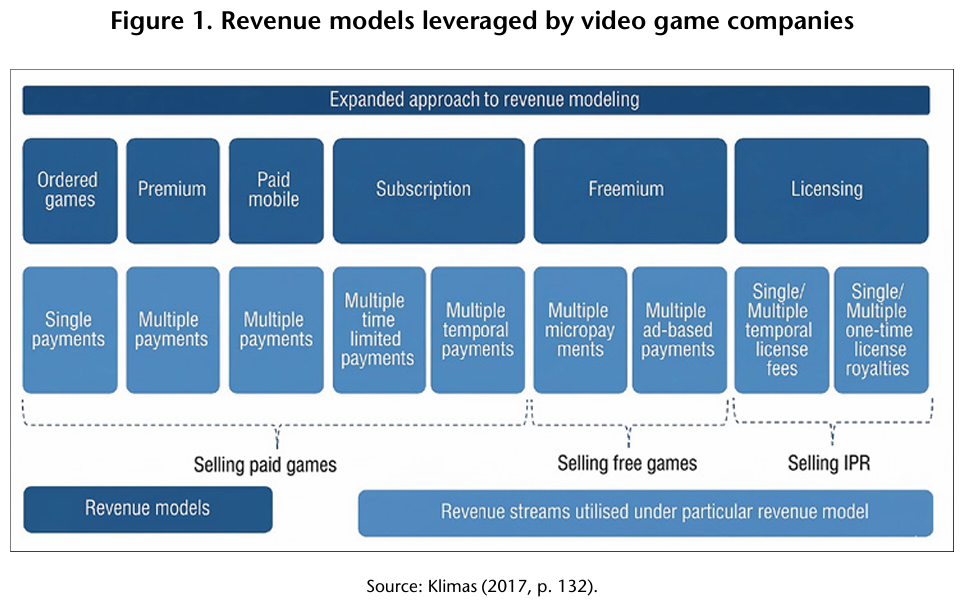 Figure 1. Revenue models leveraged by video game companies
Expanded approach to revenue modeling
Ordered
games
Premium
Paid
mobile
Subscription
Freemium
Licensing
Single
payments
Multiple
payments
Multiple
payments
Multiple
time
limited
payments
Multiple
temporal
payments
Multiple
micropay
ments
Multiple
ad-based
payments
Single/
Multiple
temporal
license
fees
Single/
Multiple
one-time
license
royalties
Selling paid games
Selling free games
Selling IPR
Revenue models
Revenue streams utilised under particular revenue model
Source: Klimas (2017, p. 132).